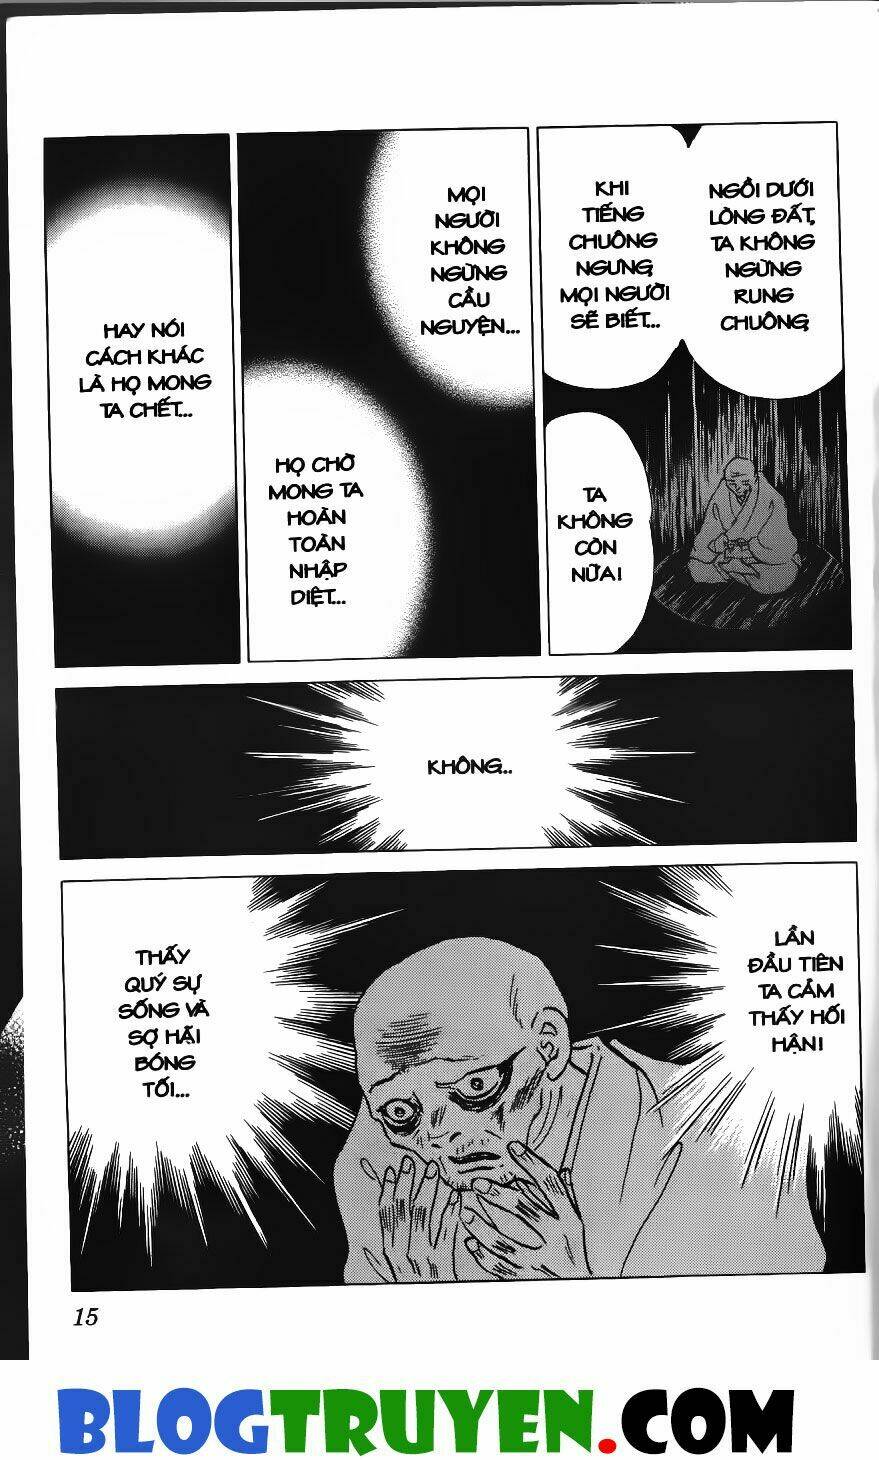 NGỒI DƯỚI
LÒNG ĐẤT,
TA KHÔNG
NGỪNG
RUNG
CHUÔNG,
KHI
TIẾNG
CHUÔNG
NGƯNG,
MỌI NGƯỜI
SẼ BIẾT...
TA
KHÔNG
CÒN
NỮA!
MỌI
NGƯỜI
KHÔNG
NGỪNG
CẦU
NGUYỆN...
HỌ CHỜ
MONG TA
HOÀN
TOÀN
NHẬP
DIỆT...
HAY NÓI
CÁCH KHÁC
LÀ HỌ MONG
TA CHẾT...
KHÔNG...
LẦN
ĐẦU TIÊN
TA CẢM
THẤY HỐI
HẬN!
THẤY
QUÝ SỰ
SỐNG VÀ
SỢ HÃI
BÓNG
TỐI...
15
BLOGTRUYEN.COM